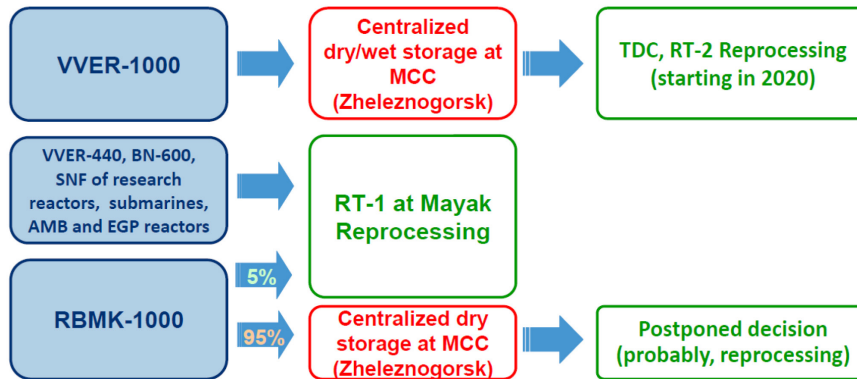 VVER-1000
Centralized
dry/wet storage at
MCC
(Zheleznogorsk)
TDC, RT-2 Reprocessing
(starting in 2020)
VVER-440, BN-600,
SNF of research
reactors, submarines,
AMB and EGP reactors
RT-1 at Mayak
Reprocessing
RBMK-1000
5%
95%
Centralized dry
storage at MCC
(Zheleznogorsk)
Postponed decision
(probably, reprocessing)